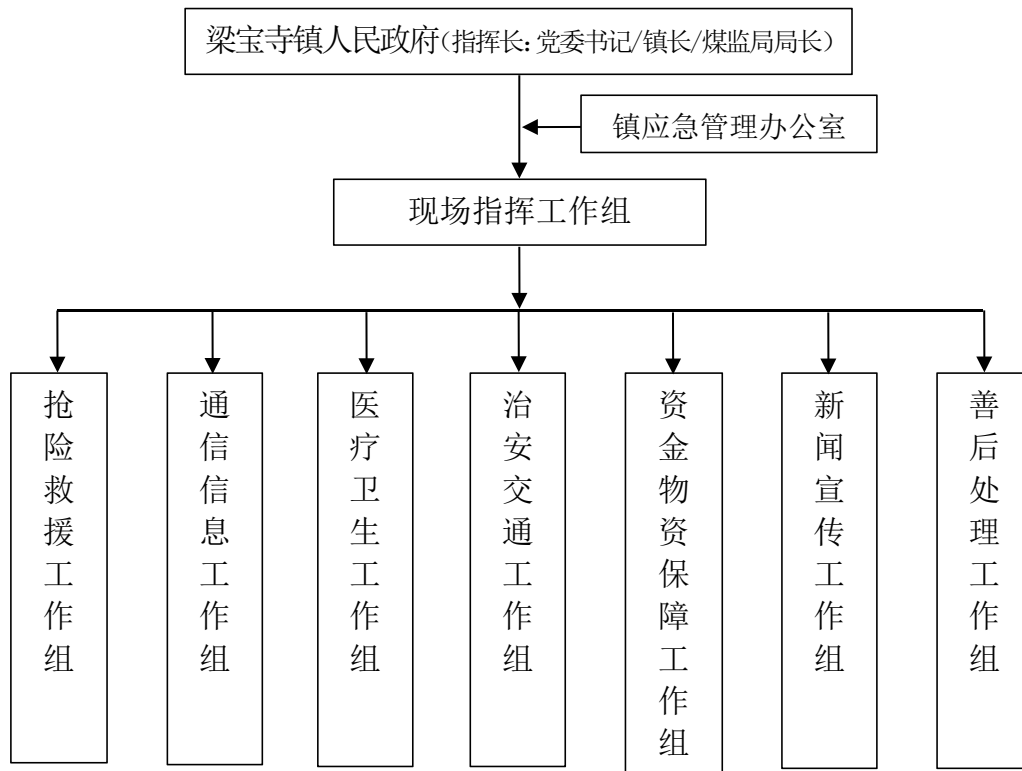 梁宝寺镇人民政府(指挥长:党委书记/镇长/煤监局局长)
镇应急管理办公室
现场指挥工作组
抢险救援工作组
通信信息工作组
医疗卫生工作组
治安交通工作组
资金物资保障工作组
新闻宣传工作组
善后处理工作组